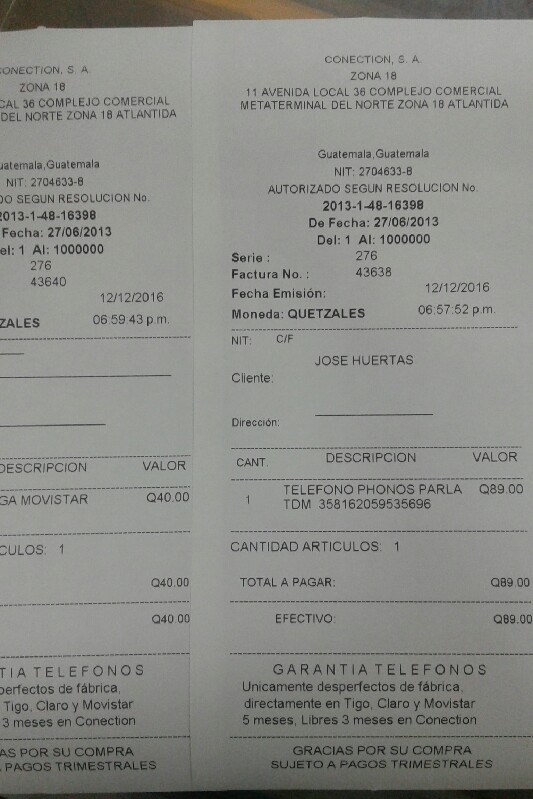 CONECTION, S. A.
ZONA 18
CAL 36 COMPLEJO COMERCIAL
DEL NORTE ZONA 18 ATLANTIDA
Guatemala
NIT: 2704633-8
SEGUN RESOLUCION No.
2013-1-48-16398
Fecha: 27/06/2013
1 Al: 1000000
276
43640
12/12/2016
ZALES 06:59:43 p.m.
DESCRIPCION VALOR
GA MOVISTAR Q40.00
CULOS: 1
Q40.00
Q40.00
TIA TELEFONOS
perfectos de fábrica,
Tigo, Claro y Movistar
3 meses en Conection
AS POR SU COMPRA
A PAGOS TRIMESTRALES
CONECTION, S. A.
ZONA 18
11 AVENIDA LOCAL 36 COMPLEJO COMERCIAL
METATERMINAL DEL NORTE ZONA 18 ATLANTIDA
Guatemala,Guatemala
NIT: 2704633-8
AUTORIZADO SEGUN RESOLUCION No.
2013-1-48-16398
De Fecha: 27/06/2013
Del: 1 Al: 1000000
Serie : 276
Factura No. : 43638
Fecha Emisión: 12/12/2016
Moneda: QUETZALES 06:57:52 p.m.
NIT: C/F
JOSE HUERTAS
Cliente:
Dirección:
CANT. DESCRIPCION VALOR
1 TELEFONO PHONOS PARLA Q89.00
TDM 358162059535696
CANTIDAD ARTICULOS: 1
TOTAL A PAGAR: Q89.00
EFECTIVO: Q89.00
GARANTIA TELEFONOS
Unicamente desperfectos de fábrica,
directamente en Tigo, Claro y Movistar
5 meses, Libres 3 meses en Conection
GRACIAS POR SU COMPRA
SUJETO A PAGOS TRIMESTRALES